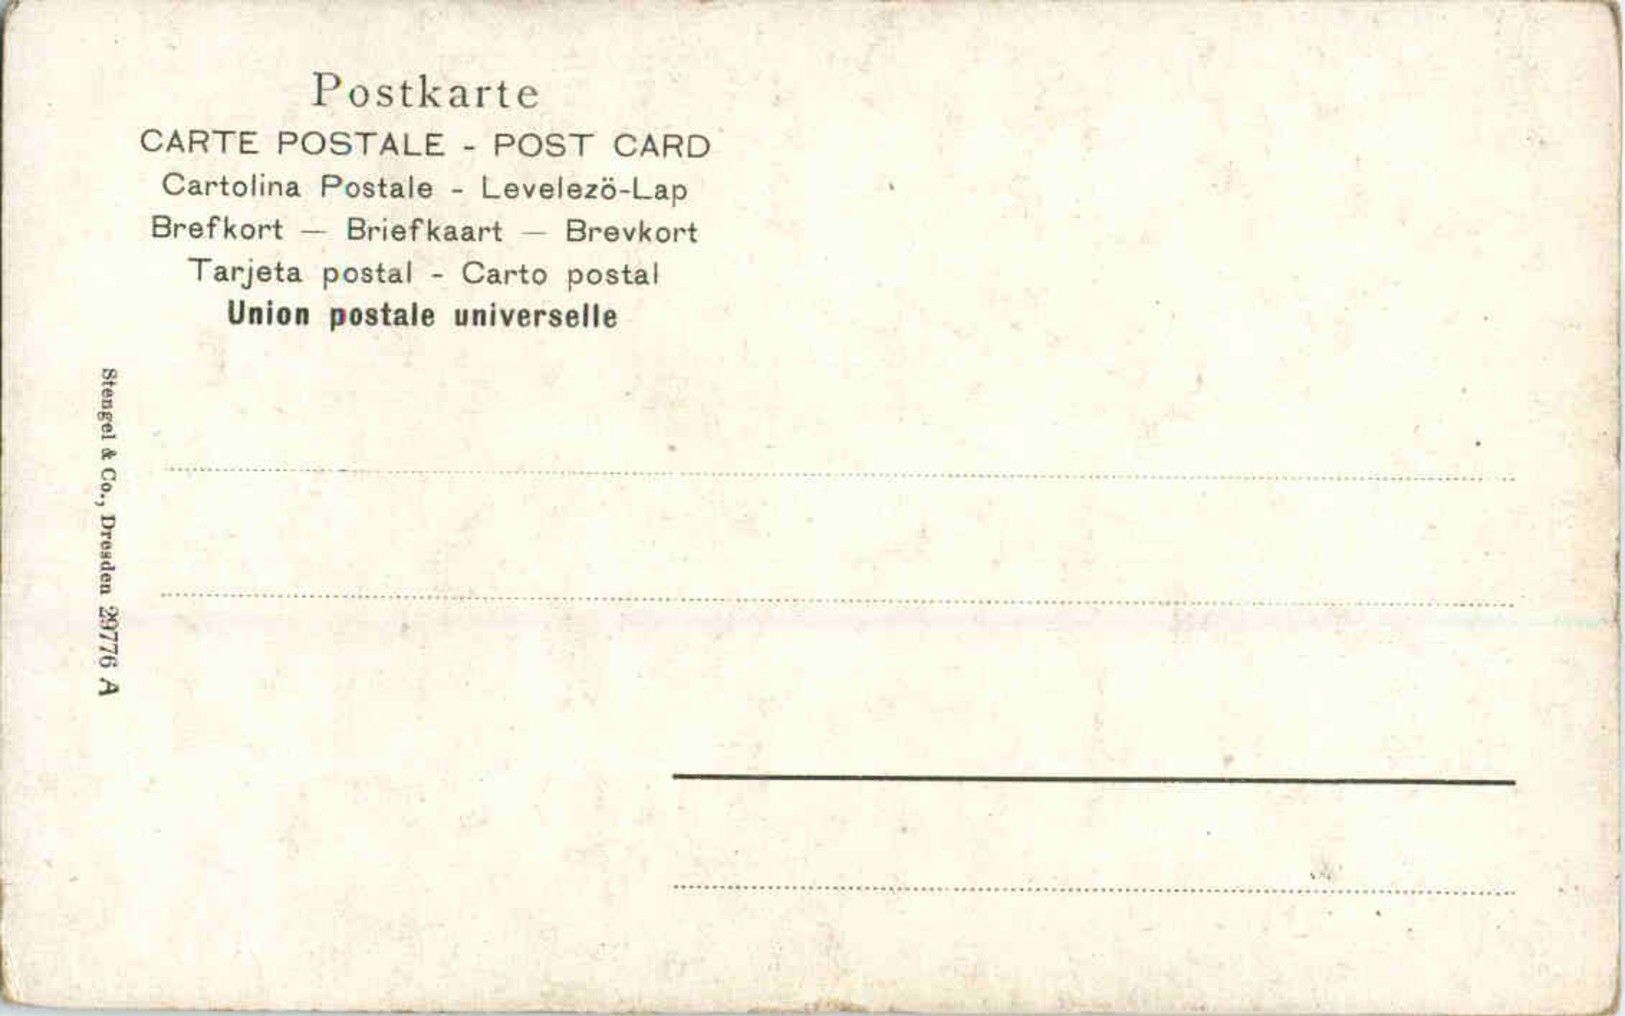 Postkarte
CARTE POSTALE - POST CARD
Cartolina Postale - Levelezö-Lap
Brefkort — Briefkaart — Brevkort
Tarjeta postal - Carto postal
Union postale universelle
Stengel & Co., Dresden 29776 A